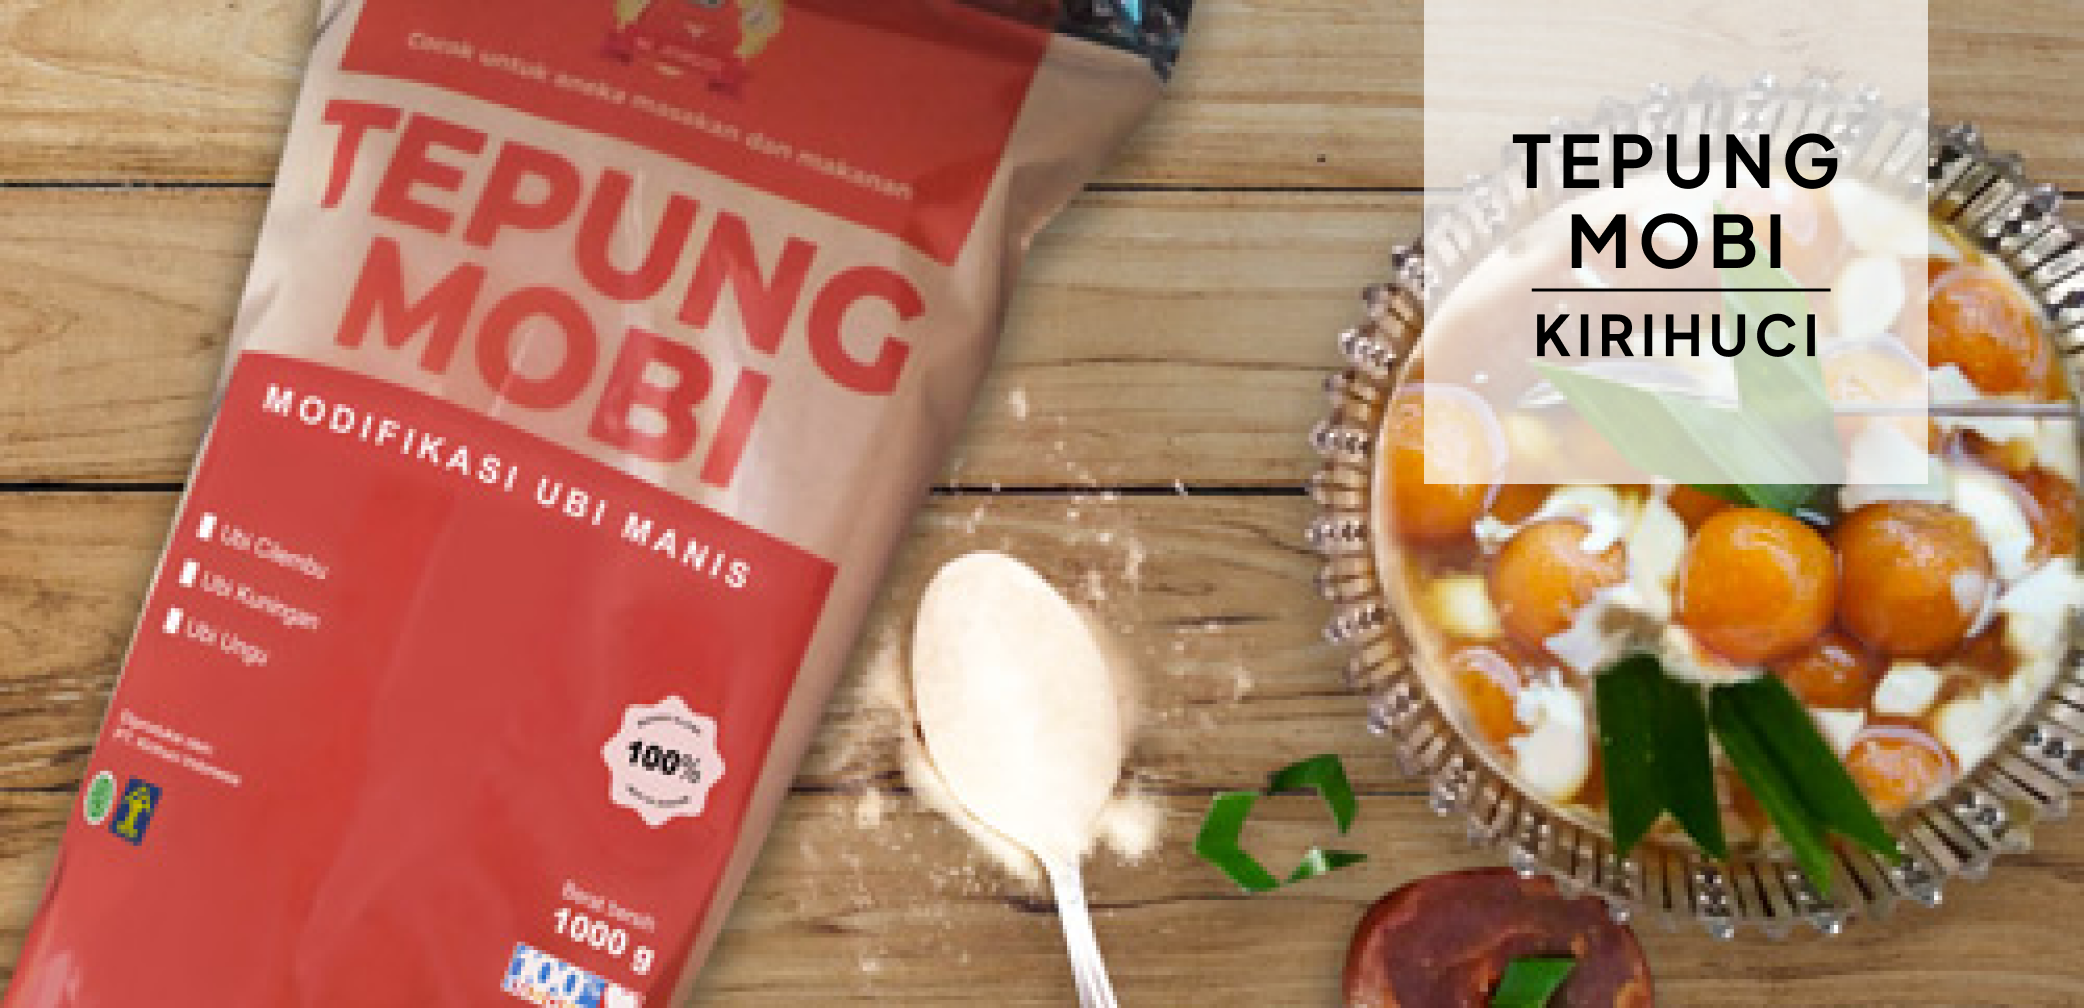 Cocok untuk aneka masakan dan makanan
TEPUNG
MOBI
MODIFIKASI UBI MANIS
Ubi Cilembu
Ubi Kuningan
Ubi Ungu
100%
Berat bersih
1000 g
100%
TEPUNG
MOBI
KIRIHUCI